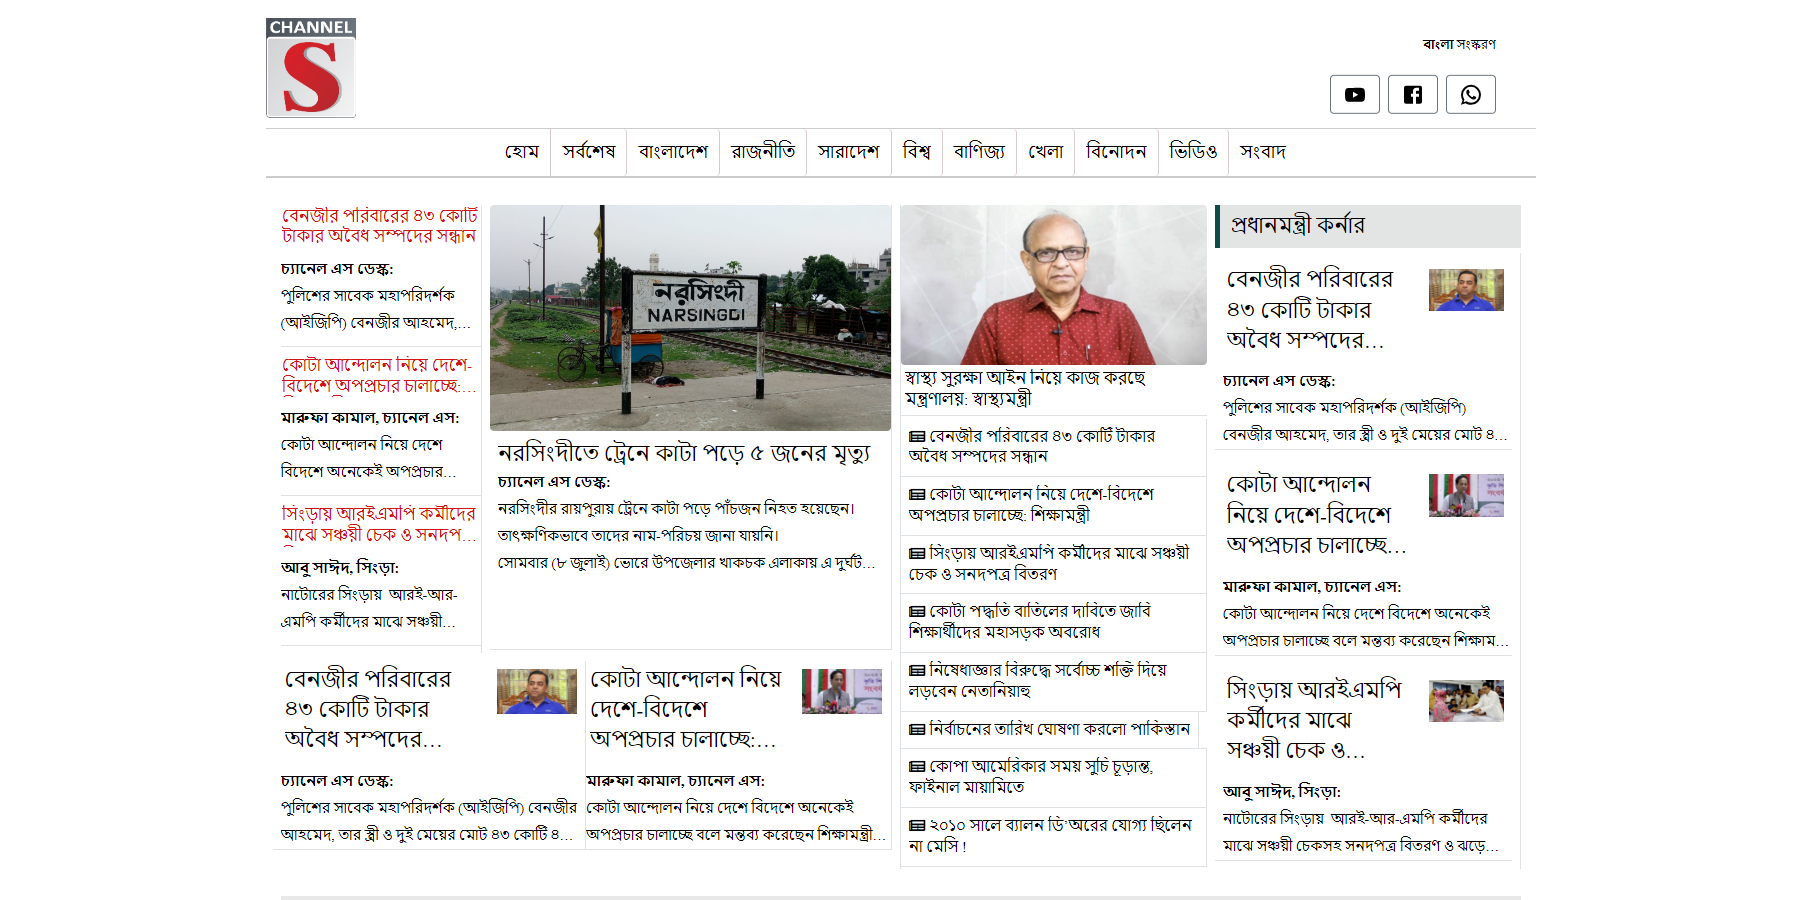 CHANNEL
S
বাংলা সংস্করণ
হোম
সর্বশেষ
বাংলাদেশ
রাজনীতি
সারাদেশ
বিশ্ব
বাণিজ্য
খেলা
বিনোদন
ভিডিও
সংবাদ
বেনজীর পরিবারের ৪৩ কোটি
টাকার অবৈধ সম্পদের সন্ধান
চ্যানেল এস ডেস্ক:
পুলিশের সাবেক মহাপরিদর্শক
(আইজিপি) বেনজীর আহমেদ,...
কোটা আন্দোলন নিয়ে দেশে-
বিদেশে অপপ্রচার চালাচ্ছে:...
মারুফা কামাল, চ্যানেল এস:
কোটা আন্দোলন নিয়ে দেশে
বিদেশে অনেকেই অপপ্রচার...
সিংড়ায় আরইএমপি কর্মীদের
মাঝে সঞ্চয়ী চেক ও সনদপ...
আবু সাঈদ, সিংড়া:
নাটোরের সিংড়ায় আরই-আর-
এমপি কর্মীদের মাঝে সঞ্চয়ী...
নরসিংদী
NARSINGDI
নরসিংদীতে ট্রেনে কাটা পড়ে ৫ জনের মৃত্যু
চ্যানেল এস ডেস্ক:
নরসিংদীর রায়পুরায় ট্রেনে কাটা পড়ে পাঁচজন নিহত হয়েছেন।
তাৎক্ষণিকভাবে তাদের নাম-পরিচয় জানা যায়নি।
সোমবার (৮ জুলাই) ভোরে উপজেলার খাকচক এলাকায় এ দুর্ঘট...
বেনজীর পরিবারের
৪৩ কোটি টাকার
অবৈধ সম্পদের...
চ্যানেল এস ডেস্ক:
পুলিশের সাবেক মহাপরিদর্শক (আইজিপি) বেনজীর
আহমেদ, তার স্ত্রী ও দুই মেয়ের মোট ৪৩ কোটি ৪...
কোটা আন্দোলন নিয়ে
দেশে-বিদেশে
অপপ্রচার চালাচ্ছে:...
মারুফা কামাল, চ্যানেল এস:
কোটা আন্দোলন নিয়ে দেশে বিদেশে অনেকেই
অপপ্রচার চালাচ্ছে বলে মন্তব্য করেছেন শিক্ষামন্ত্রী...
স্বাস্থ্য সুরক্ষা আইন নিয়ে কাজ করছে
মন্ত্রণালয়: স্বাস্থ্যমন্ত্রী
বেনজীর পরিবারের ৪৩ কোটি টাকার
অবৈধ সম্পদের সন্ধান
কোটা আন্দোলন নিয়ে দেশে-বিদেশে
অপপ্রচার চালাচ্ছে: শিক্ষামন্ত্রী
সিংড়ায় আরইএমপি কর্মীদের মাঝে সঞ্চয়ী
চেক ও সনদপত্র বিতরণ
কোটা পদ্ধতি বাতিলের দাবিতে জাবি
শিক্ষার্থীদের মহাসড়ক অবরোধ
নিষেধাজ্ঞার বিরুদ্ধে সর্বোচ্চ শক্তি দিয়ে
লড়বেন নেতানিয়াহু
নির্বাচনের তারিখ ঘোষণা করলো পাকিস্তান
কোপা আমেরিকার সময় সুচি চূড়ান্ত,
ফাইনাল মায়ামিতে
২০১০ সালে ব্যালন ডি'অরের যোগ্য ছিলেন
না মেসি !
প্রধানমন্ত্রী কর্নার
বেনজীর পরিবারের
৪৩ কোটি টাকার
অবৈধ সম্পদের...
চ্যানেল এস ডেস্ক:
পুলিশের সাবেক মহাপরিদর্শক (আইজিপি)
বেনজীর আহমেদ, তার স্ত্রী ও দুই মেয়ের মোট ৪...
কোটা আন্দোলন
নিয়ে দেশে-বিদেশে
অপপ্রচার চালাচ্ছে...
মারুফা কামাল, চ্যানেল এস:
কোটা আন্দোলন নিয়ে দেশে বিদেশে অনেকেই
অপপ্রচার চালাচ্ছে বলে মন্তব্য করেছেন শিক্ষাম...
সিংড়ায় আরইএমপি
কর্মীদের মাঝে
সঞ্চয়ী চেক ও...
আবু সাঈদ, সিংড়া:
নাটোরের সিংড়ায় আরই-আর-এমপি কর্মীদের
মাঝে সঞ্চয়ী চেকসহ সনদপত্র বিতরণ ও ঝড়ে...